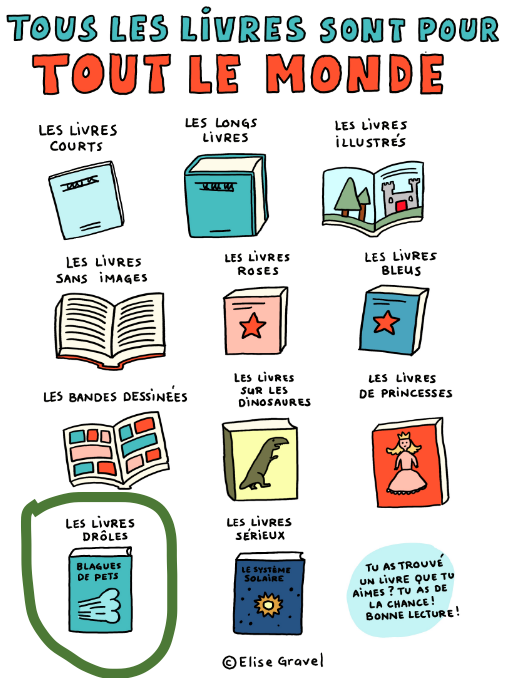 TOUS LES LIVRES SONT POUR
TOUT LE MONDE
LES LIVRES
COURTS
LES LONGS
LIVRES
LES LIVRES
ILLUSTRÉS
LES LIVRES
SANS IMAGES
LES LIVRES
ROSES
LES LIVRES
BLEUS
LES BANDES DESSINÉES
LES LIVRES
SUR LES
DINOSAURES
LES LIVRES
DE PRINCESSES
LES LIVRES
DRÔLES
BLAGUES
DE PETS
LES LIVRES
SÉRIEUX
LE SYSTÈME
SOLAIRE
TU AS TROUVÉ
UN LIVRE QUE TU
AIMES? TU AS DE
LA CHANCE!
BONNE LECTURE!
©Elise Gravel